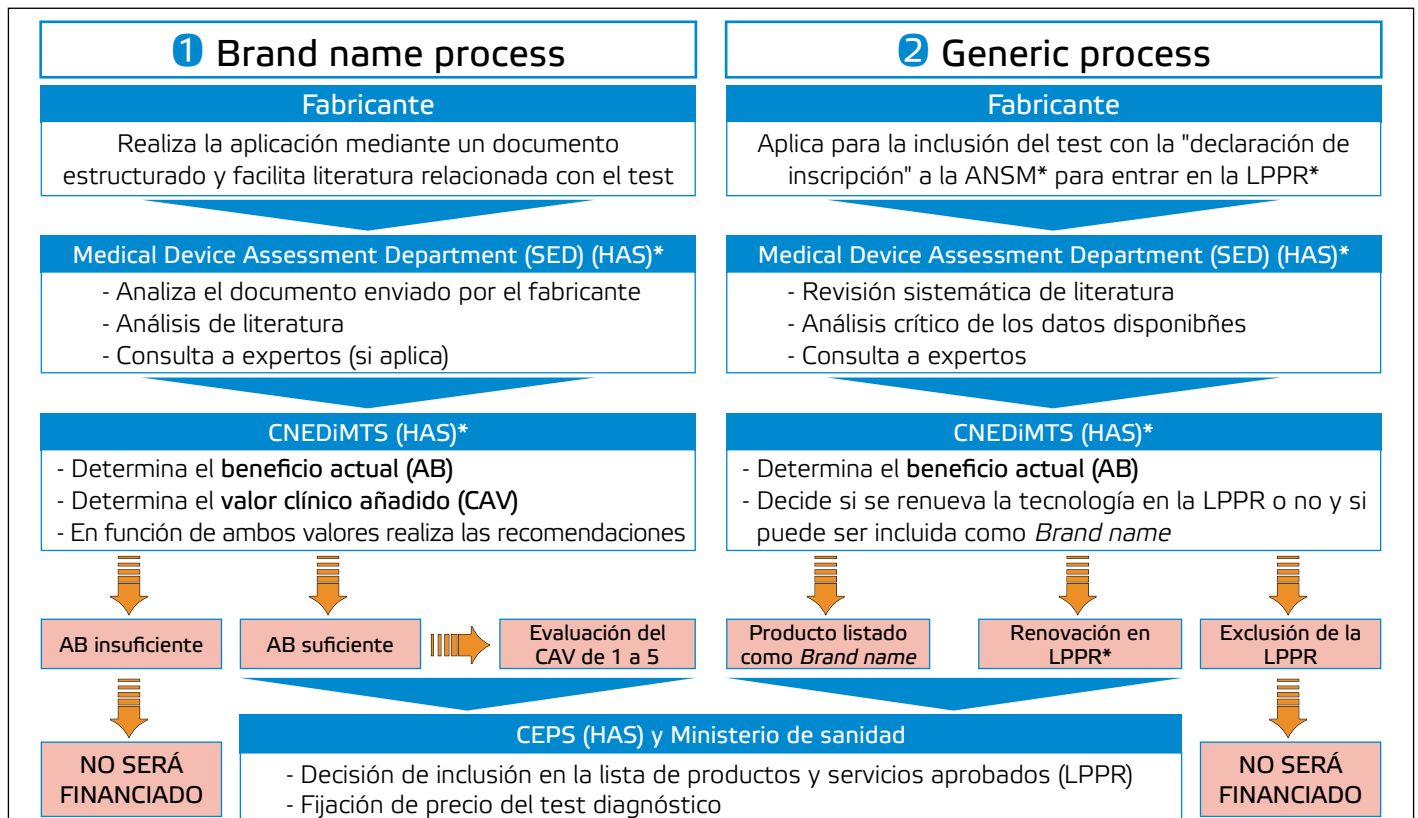 1 Brand name process
Fabricante
Realiza la aplicación mediante un documento
estructurado y facilita literatura relacionada con el test
Medical Device Assessment Department (SED) (HAS)*
- Analiza el documento enviado por el fabricante
- Análisis de literatura
- Consulta a expertos (si aplica)
CNEDiMTS (HAS)*
- Determina el beneficio actual (AB)
- Determina el valor clínico añadido (CAV)
- En función de ambos valores realiza las recomendaciones
AB insuficiente
AB suficiente
Evaluación del
CAV de 1 a 5
NO SERÁ
FINANCIADO
2 Generic process
Fabricante
Aplica para la inclusión del test con la "declaración de
inscripción" a la ANSM* para entrar en la LPPR*
Medical Device Assessment Department (SED) (HAS)*
- Revisión sistemática de literatura
- Análisis crítico de los datos disponibñes
- Consulta a expertos
CNEDiMTS (HAS)*
- Determina el beneficio actual (AB)
- Decide si se renueva la tecnología en la LPPR o no y si
puede ser incluida como Brand name
Producto listado
como Brand name
Renovación en
LPPR*
Exclusión de la
LPPR
NO SERÁ
FINANCIADO
CEPS (HAS) y Ministerio de sanidad
- Decisión de inclusión en la lista de productos y servicios aprobados (LPPR)
- Fijación de precio del test diagnóstico